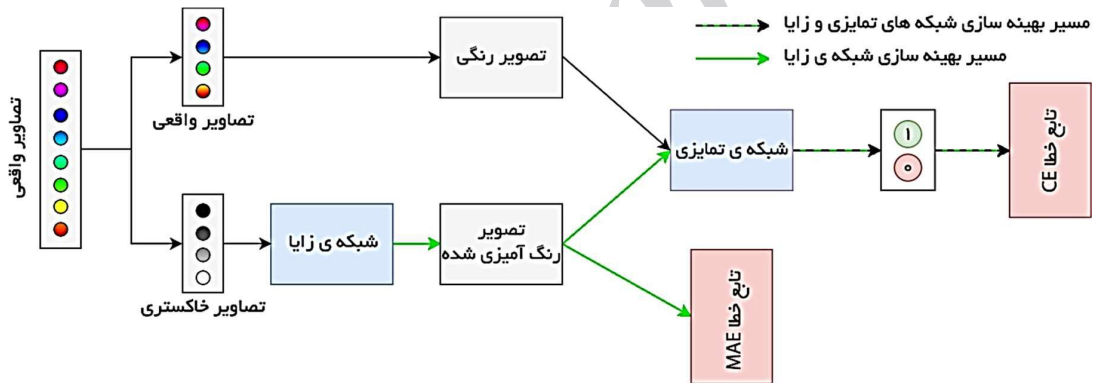 مسیر بهینه سازی شبکه های تمایزی و زایا
مسیر بهینه سازی شبکه ی زایا
تصاویر واقعی
تصاویر واقعی
تصویر رنگی
شبکه ی تمایزی
۱
۰
تابع خطا CE
تصاویر خاکستری
شبکه ی زایا
تصویر
رنگ آمیزی شده
تابع خطا MAE